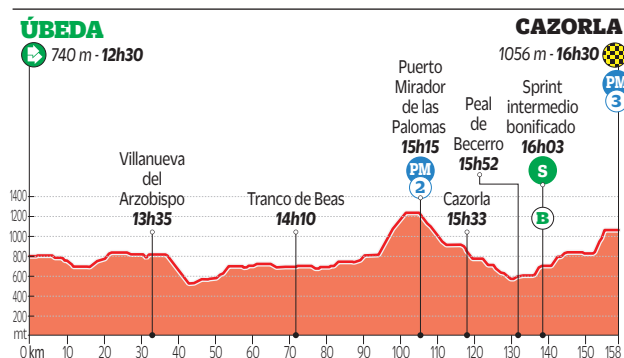 ÚBEDA
740 m - 12h30
CAZORLA
1056 m - 16h30
PM
3
Puerto
Mirador
de las
Palomas
15h15
PM
2
Peal
de
Becerro
15h52
Sprint
intermedio
bonificado
16h03
S
B
Villanueva
del
Arzobispo
13h35
Tranco de Beas
14h10
Cazorla
15h33
1400
1200
1000
800
600
400
200
mt
0 km 10 20 30 40 50 60 70 80 90 100 110 120 130 140 150 158